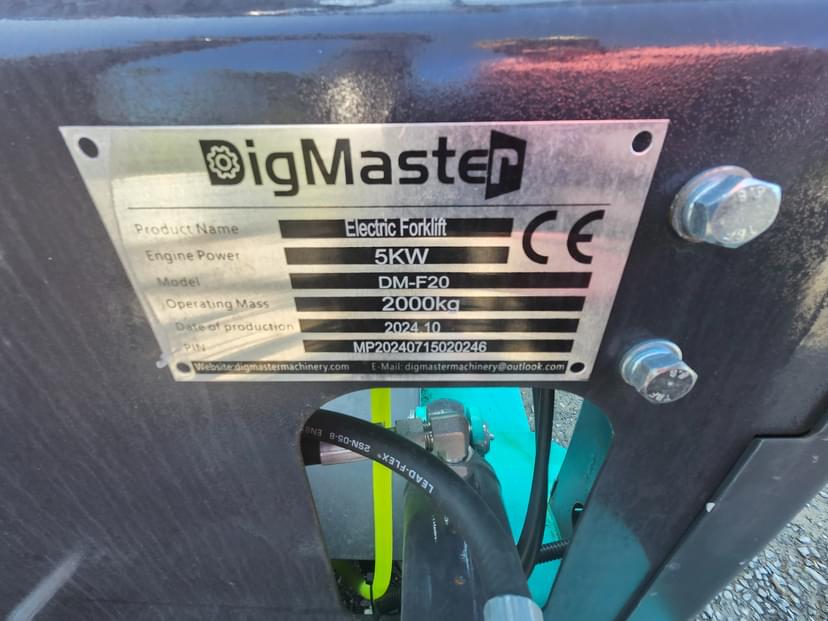 DigMaster
Product Name Electric Forklift
CE
Engine Power 5KW
Model DM-F20
Operating Mass 2000kg
Date of production 2024.10
PIN MP20240715020246
Website:digmastermachinery.com E-Mail:digmastermachinery@outlook.com
LEAD-FLEX® 2SN-05-8 EN8